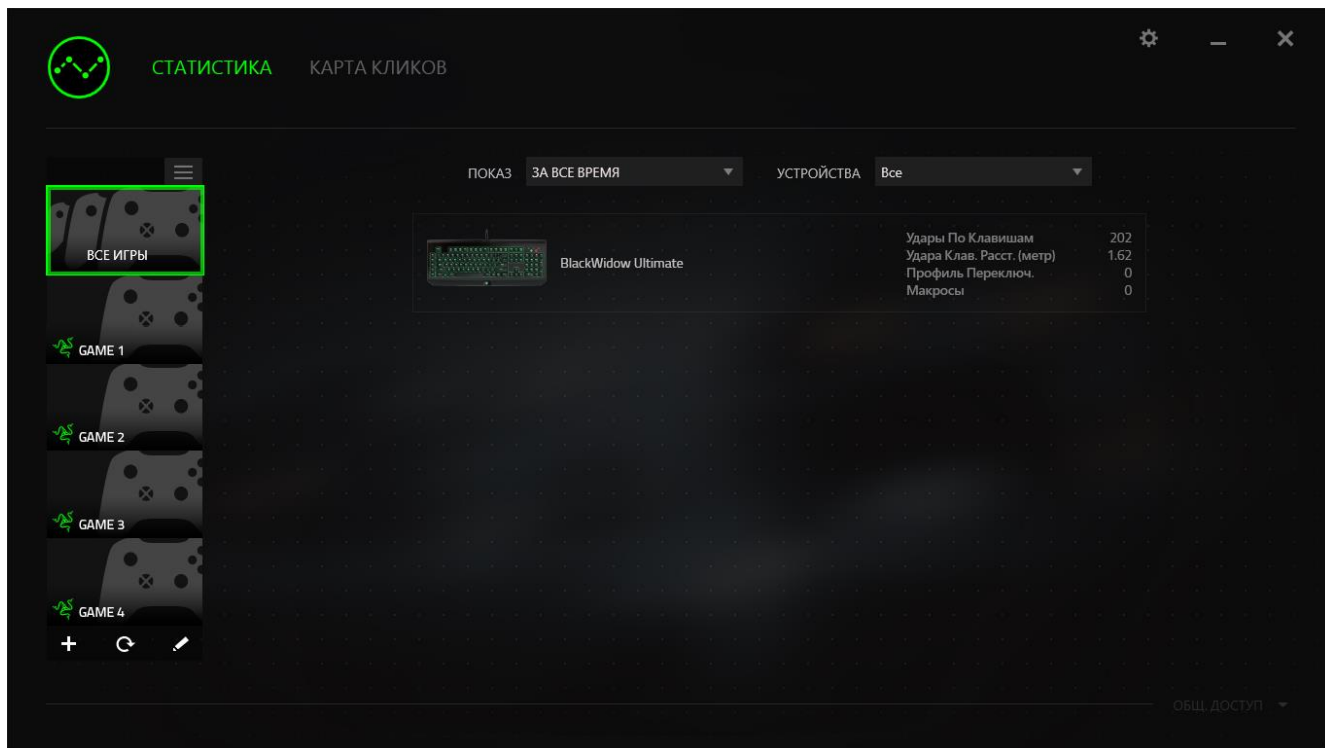 СТАТИСТИКА КАРТА КЛИКОВ
ПОКАЗ ЗА ВСЕ ВРЕМЯ УСТРОЙСТВА Все
ВСЕ ИГРЫ
BlackWidow Ultimate
Удары По Клавишам 202
Удара Клав. Расст. (метр) 1.62
Профиль Переключ. 0
Макросы 0
GAME 1
GAME 2
GAME 3
GAME 4
ОБЩ. ДОСТУП